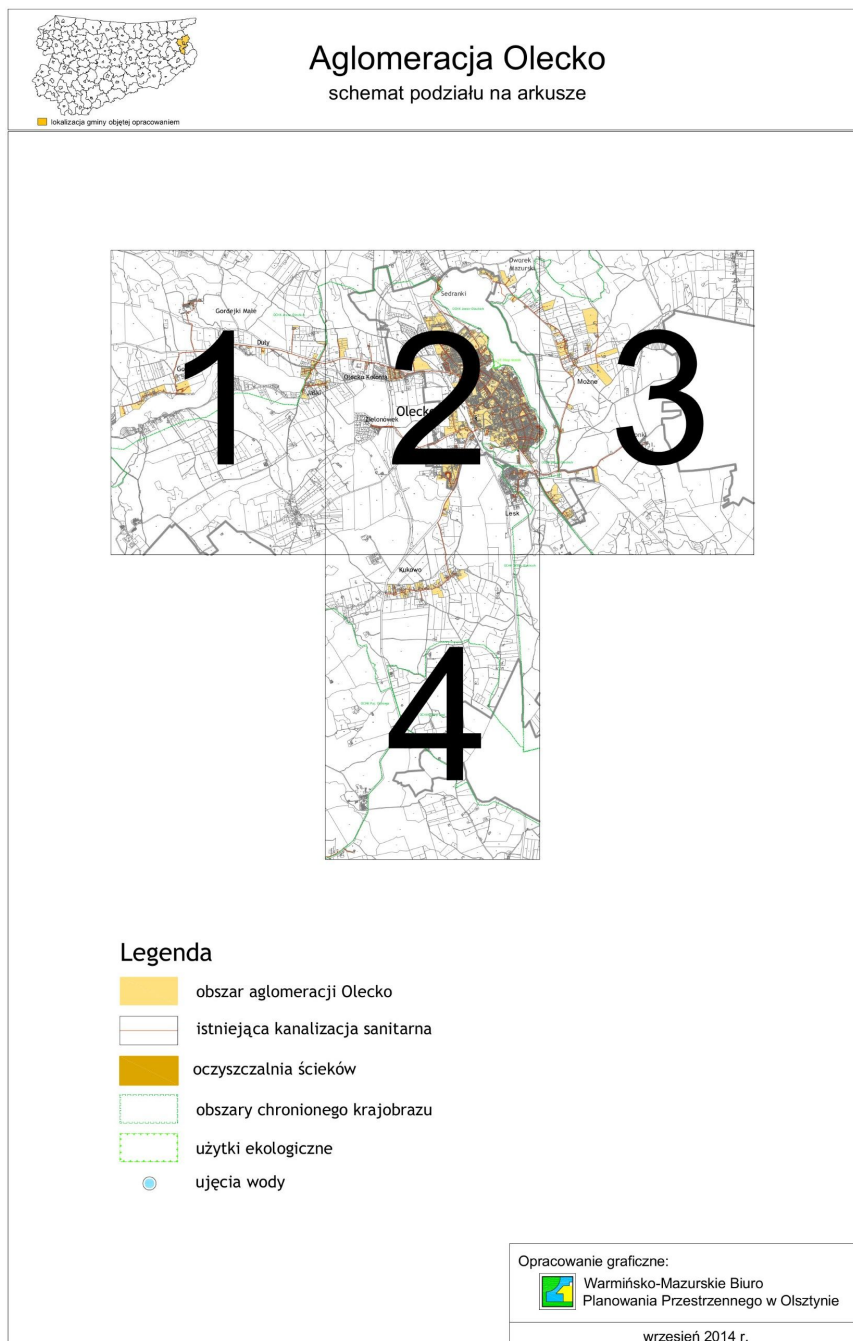 Aglomeracja Olecko
schemat podziału na arkusze
lokalizacja gminy objętej opracowaniem
Dworek
Mazurski
Sedranki
Gordejki Małe
Duły
1
2
3
Olecko Kolonia
Możne
Jaśki
Olecko
Zielonówek
Lesk
Kukowo
4
Legenda
obszar aglomeracji Olecko
istniejąca kanalizacja sanitarna
oczyszczalnia ścieków
obszary chronionego krajobrazu
użytki ekologiczne
ujęcia wody
Opracowanie graficzne:
Warmińsko-Mazurskie Biuro
Planowania Przestrzennego w Olsztynie
wrzesień 2014 r.